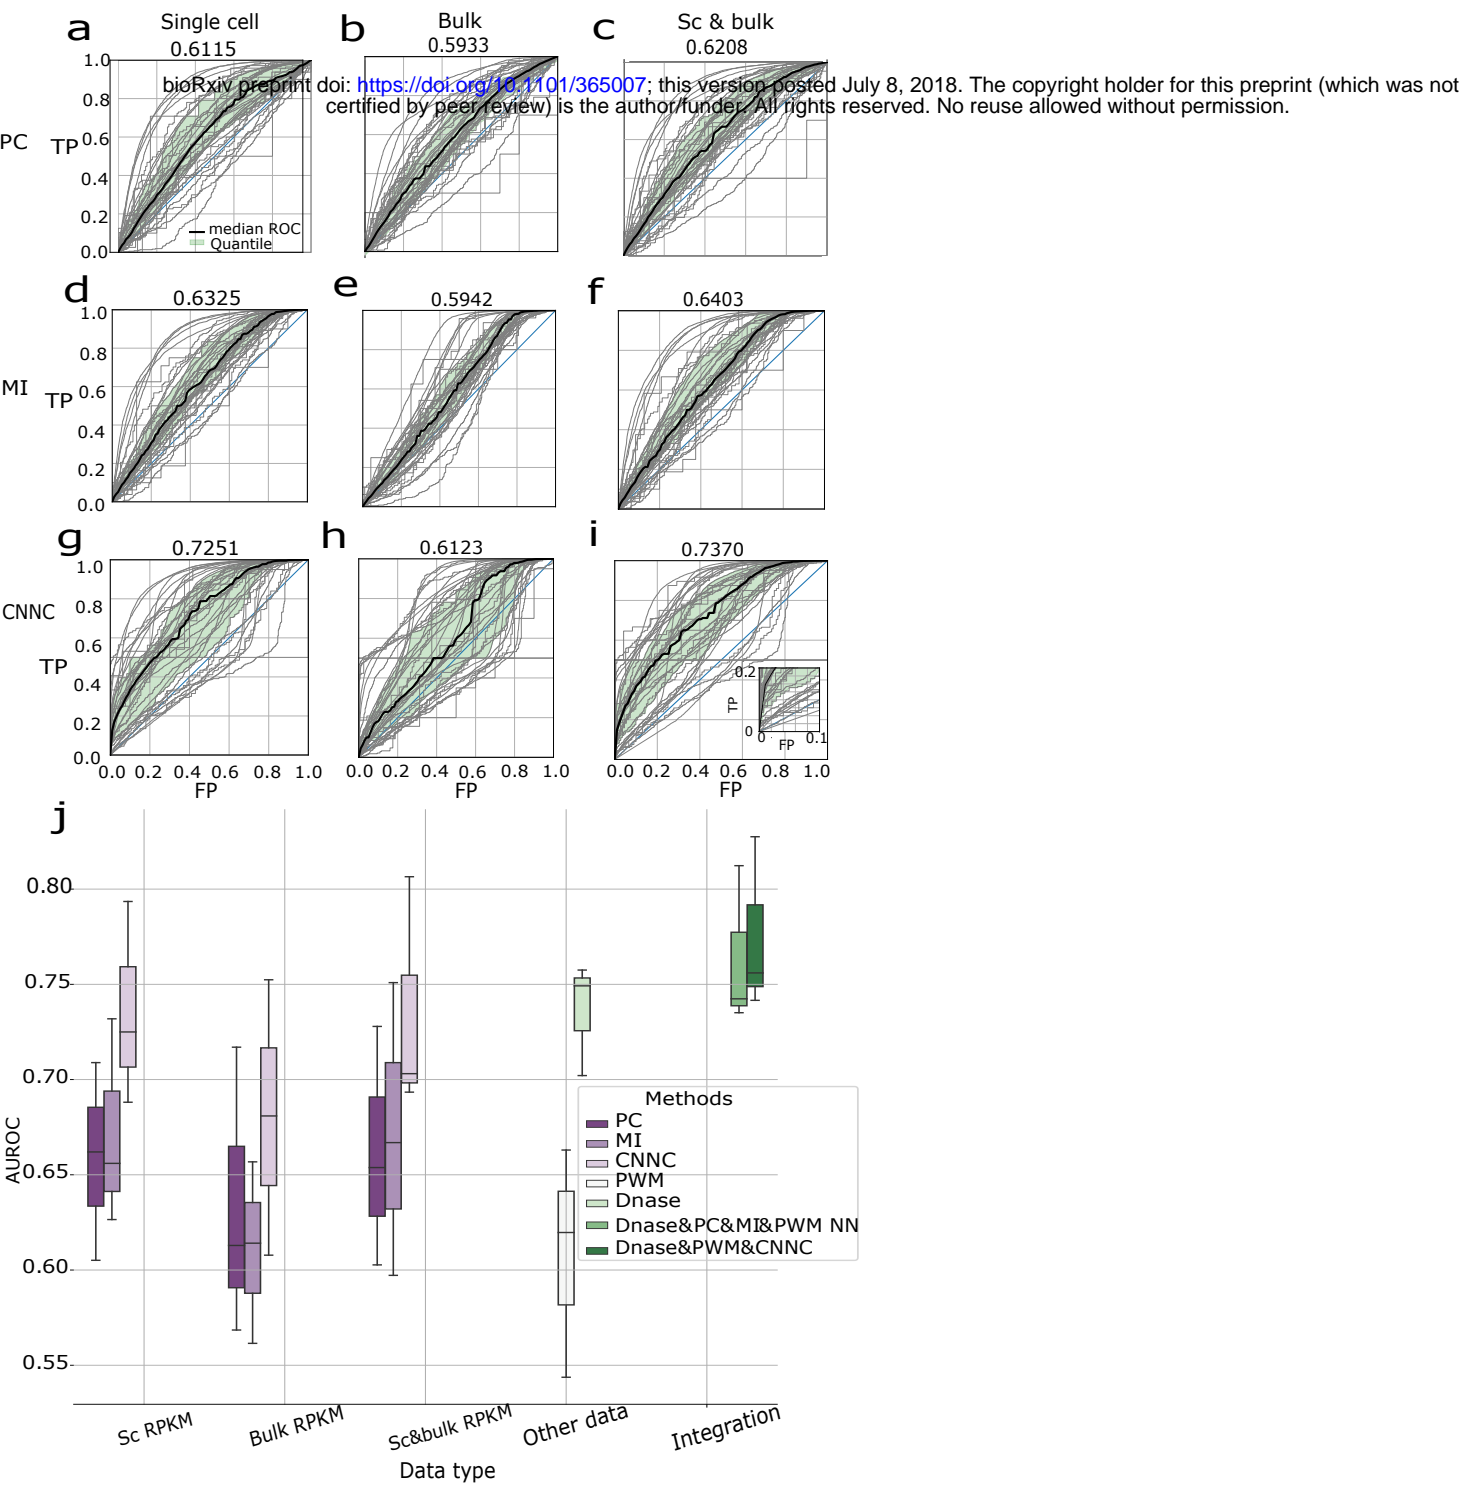 a Single cell b Bulk c Sc & bulk
0.6115 0.5933 0.6208
bioRxiv preprint doi: https://doi.org/10.1101/365007; this version posted July 8, 2018. The copyright holder for this preprint (which was not
certified by peer review) is the author/funder. All rights reserved. No reuse allowed without permission.
1.0
0.8
0.6
PC TP
0.4
0.2
0.0
median ROC
Quantile
d 0.6325 e 0.5942 f 0.6403
1.0
0.8
MI TP 0.6
0.4
0.2
0.0
g 0.7251 h 0.6123 i 0.7370
1.0
0.8
CNNC
0.6
TP
0.4
0.2
0.0
0.2
TP
0
0 FP 0.1
0.0 0.2 0.4 0.6 0.8 1.0 0.0 0.2 0.4 0.6 0.8 1.0 0.0 0.2 0.4 0.6 0.8 1.0
FP FP FP
j
0.80
0.75
0.70
0.65
0.60
0.55
AUROC
Methods
PC
MI
CNNC
PWM
Dnase
Dnase&PC&MI&PWM NN
Dnase&PWM&CNNC
Sc RPKM Bulk RPKM Sc&bulk RPKM Other data Integration
Data type